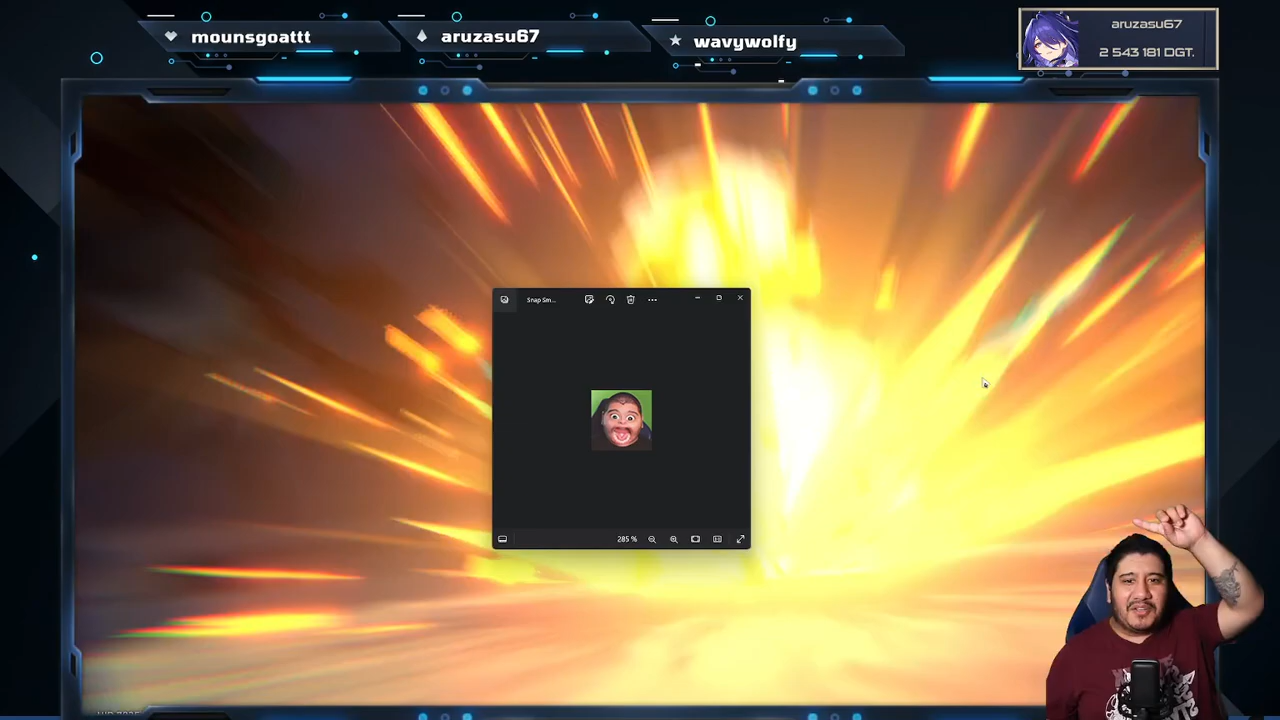 mounsgoattt
aruzasu67
wavywolfy
aruzasu67
2 543 181 DGT.
Snap Sm...
285 %